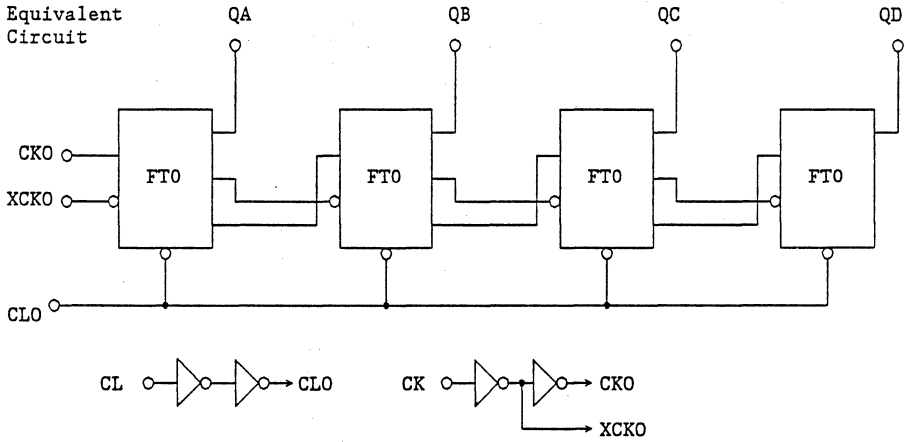 Equivalent
Circuit
QA QB QC QD
CKO
XCKO
FTO FTO FTO FTO
CLO
CL CLO CK CKO
XCKO